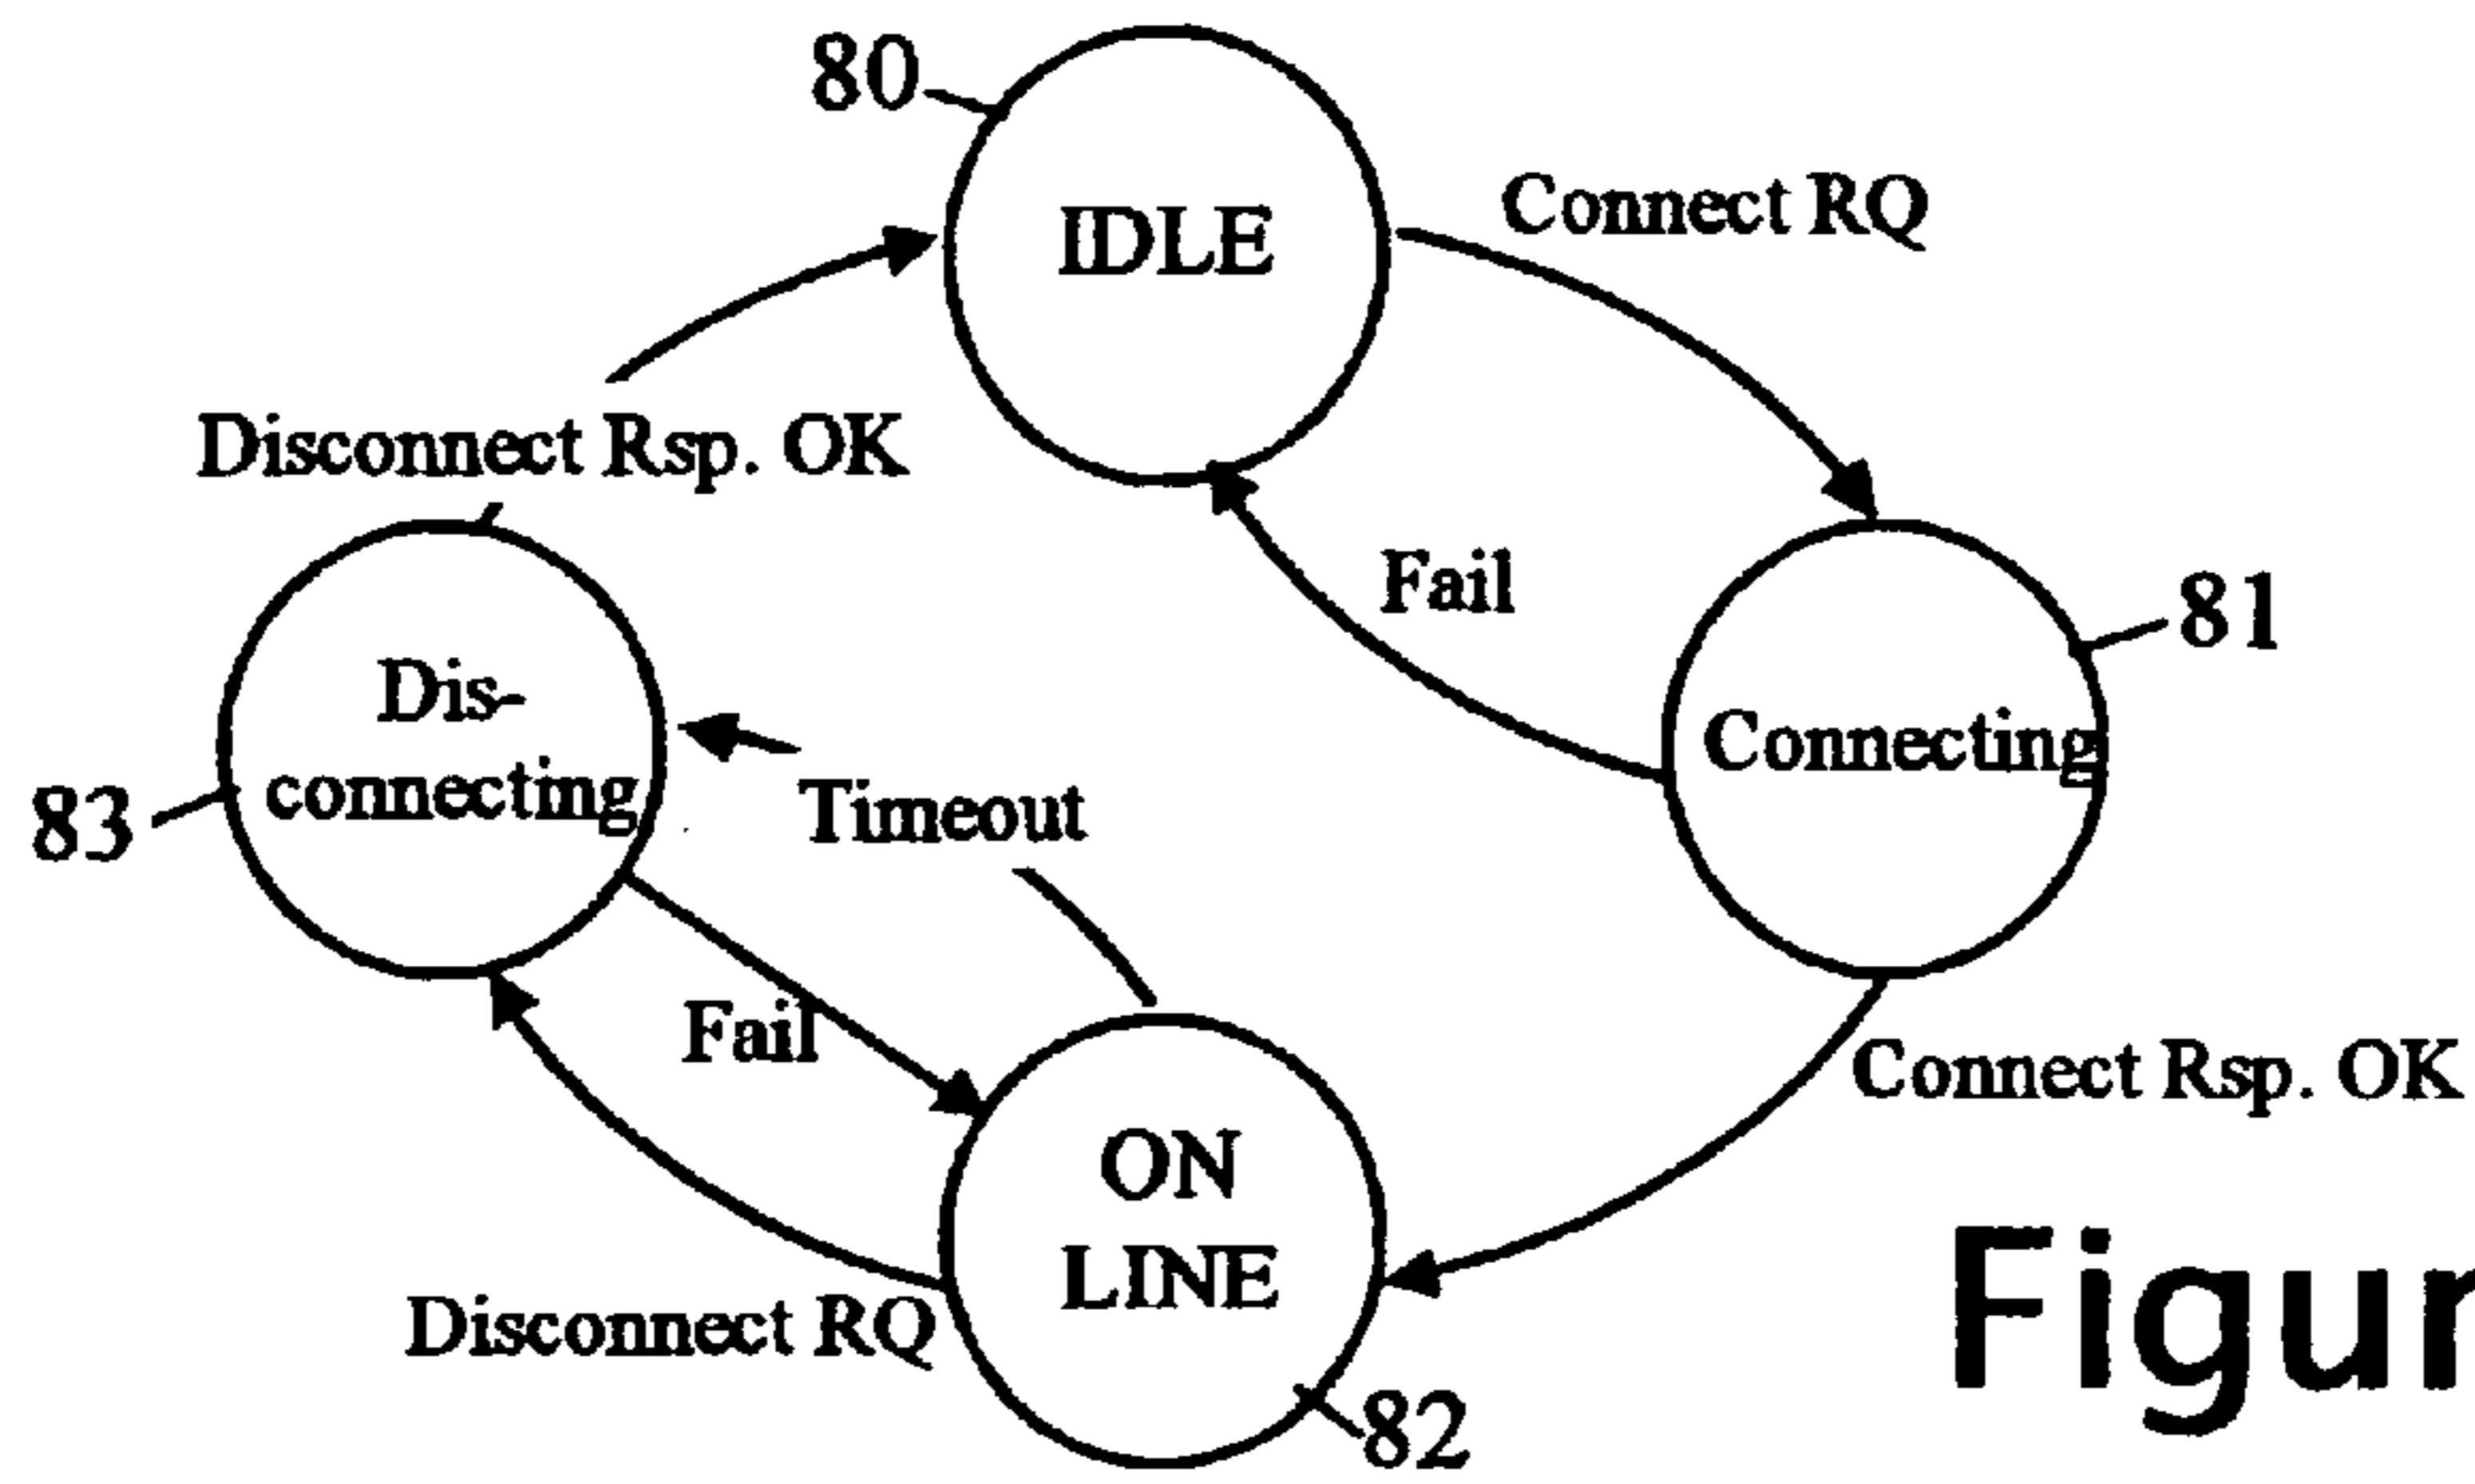 80
IDLE
Connect RQ
Disconnect Rsp. OK
Fail
81
Dis-
connecting
Connecting
83
Timeout
Fail
Connect Rsp. OK
ON
LINE
Disconnect RQ
82